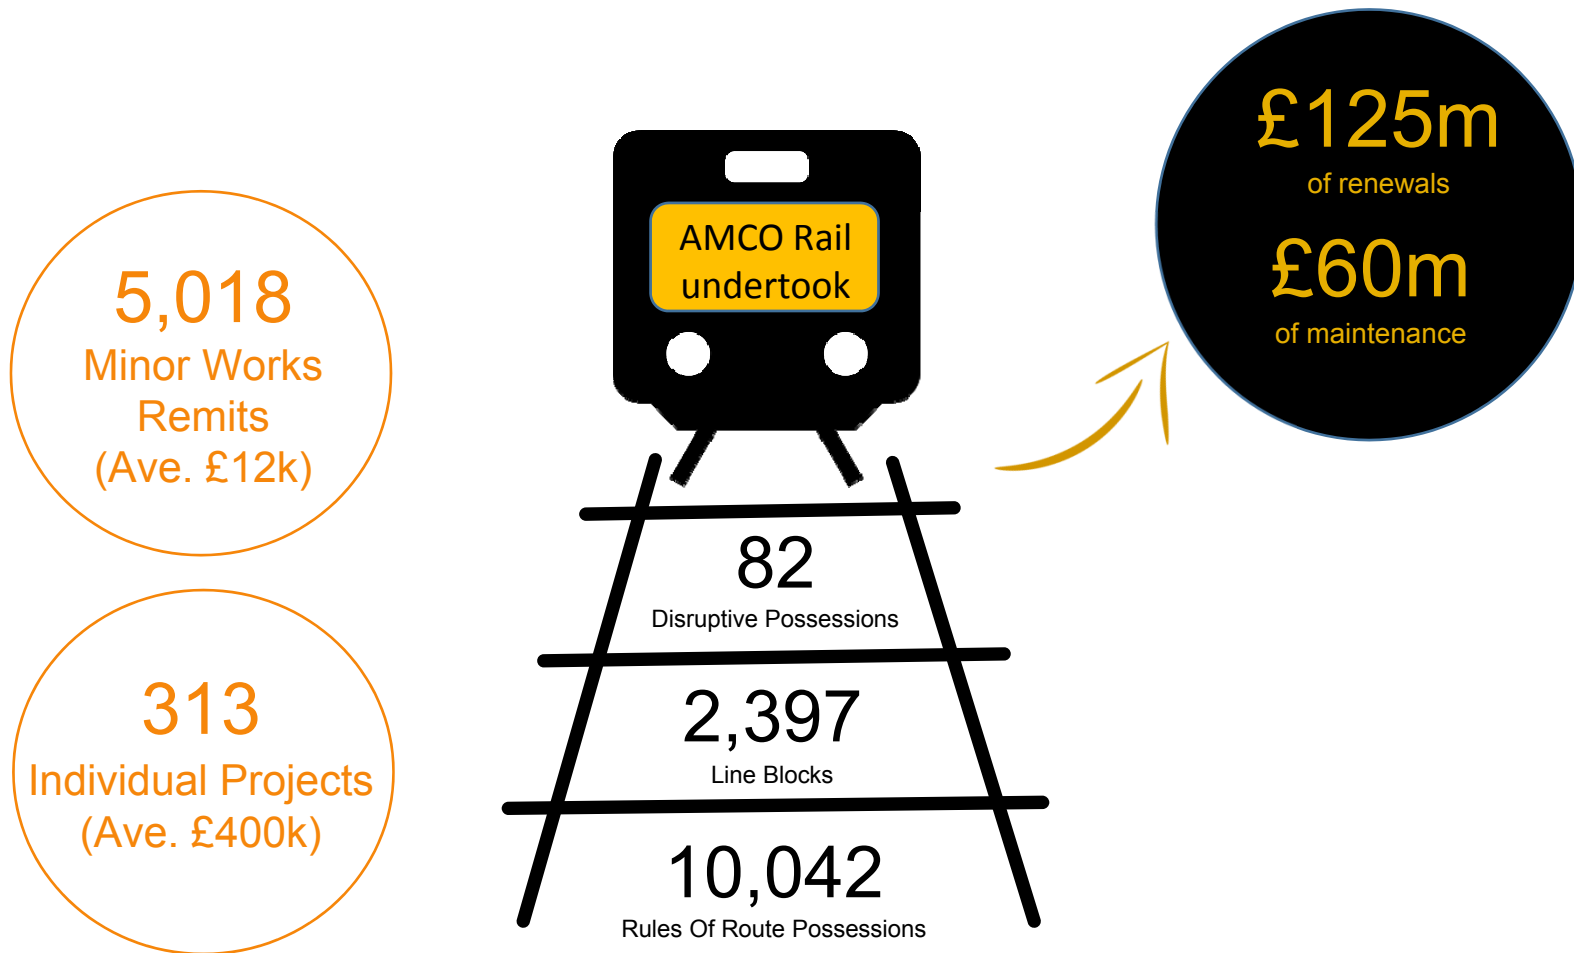 5,018
Minor Works
Remits
(Ave. £12k)
313
Individual Projects
(Ave. £400k)
AMCO Rail
undertook
82
Disruptive Possessions
2,397
Line Blocks
10,042
Rules Of Route Possessions
£125m
of renewals
£60m
of maintenance